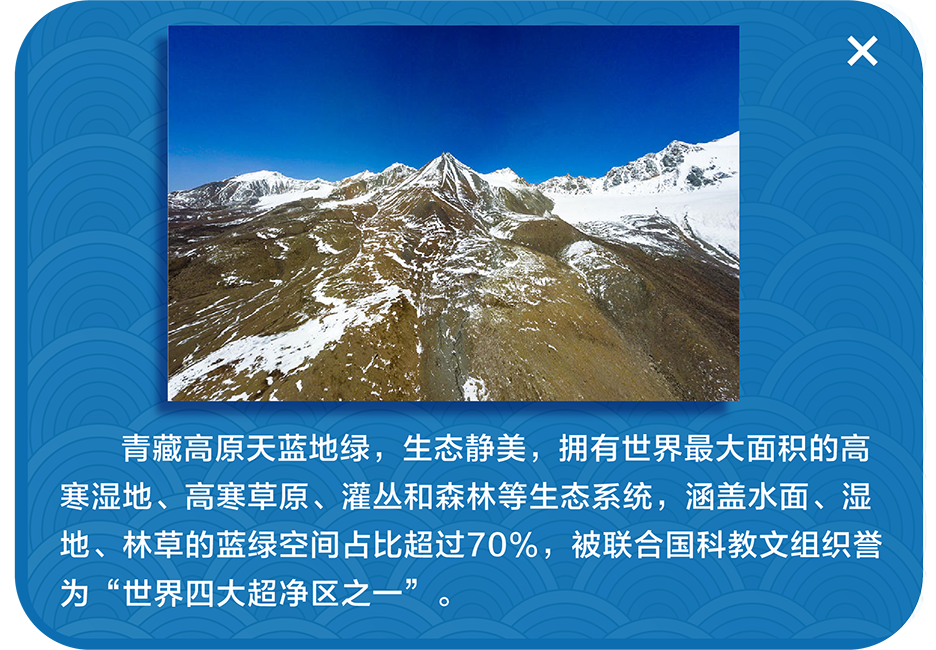 青藏高原天蓝地绿，生态静美，拥有世界最大面积的高
寒湿地、高寒草原、灌丛和森林等生态系统，涵盖水面、湿
地、林草的蓝绿空间占比超过70%，被联合国科教文组织誉
为“世界四大超净区之一”。